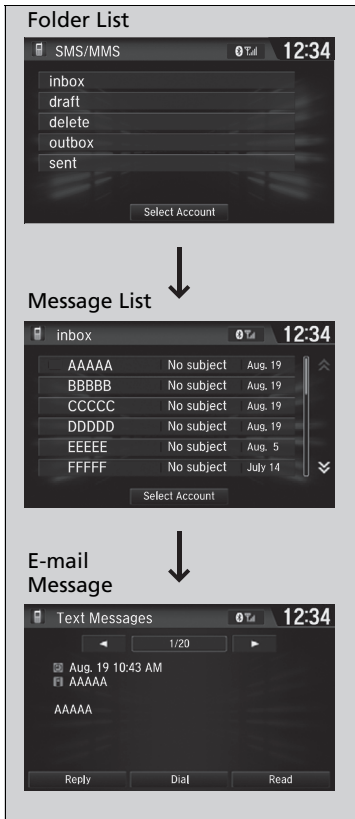 Folder List
SMS/MMS 12:34
inbox
draft
delete
outbox
sent
Select Account
Message List
inbox 12:34
AAAAA No subject Aug. 19
BBBBB No subject Aug. 19
CCCCC No subject Aug. 19
DDDDD No subject Aug. 19
EEEEE No subject Aug. 5
FFFFF No subject July 14
Select Account
E-mail
Message
Text Messages 12:34
1/20
Aug. 19 10:43 AM
AAAAA
AAAAA
Reply Dial Read